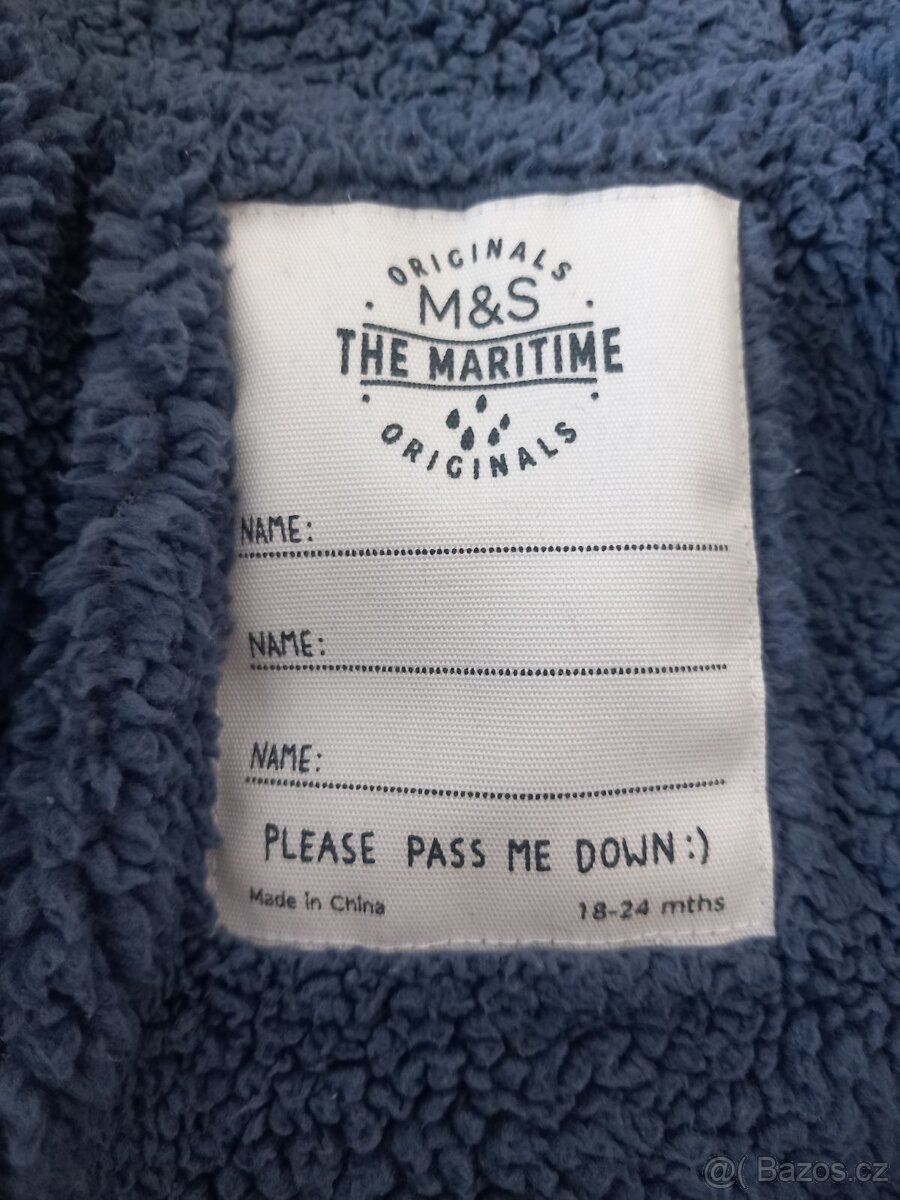 ORIGINALS
M&S
THE MARITIME
ORIGINALS
NAME:
NAME:
NAME:
PLEASE PASS ME DOWN:)
Made in China
18-24 mths
@( Bazos.cz